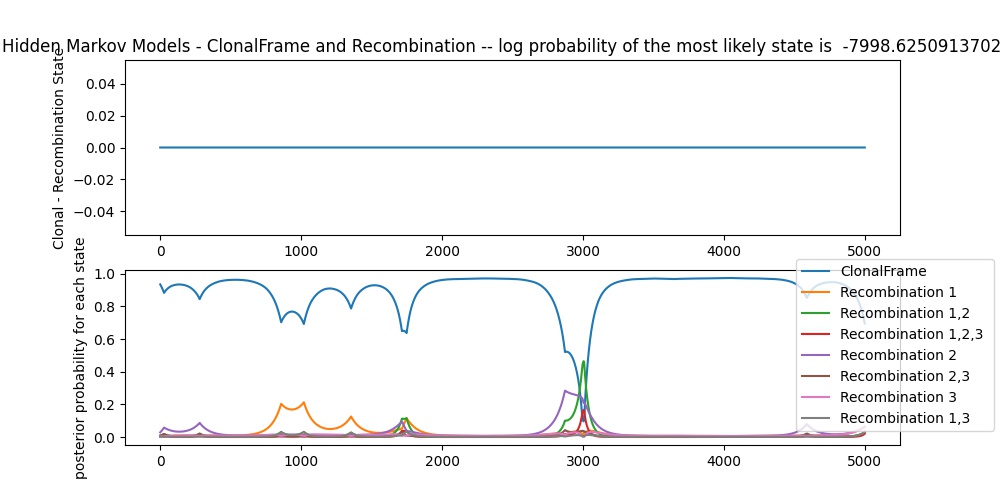 Hidden Markov Models - ClonalFrame and Recombination -- log probability of the most likely state is -7998.6250913702
Clonal - Recombination State
0.04
0.02
0.00
−0.02
−0.04
0 1000 2000 3000 4000 5000
posterior probability for each state
1.0
0.8
0.6
0.4
0.2
0.0
0 1000 2000 3000 4000 5000
ClonalFrame
Recombination 1
Recombination 1,2
Recombination 1,2,3
Recombination 2
Recombination 2,3
Recombination 3
Recombination 1,3